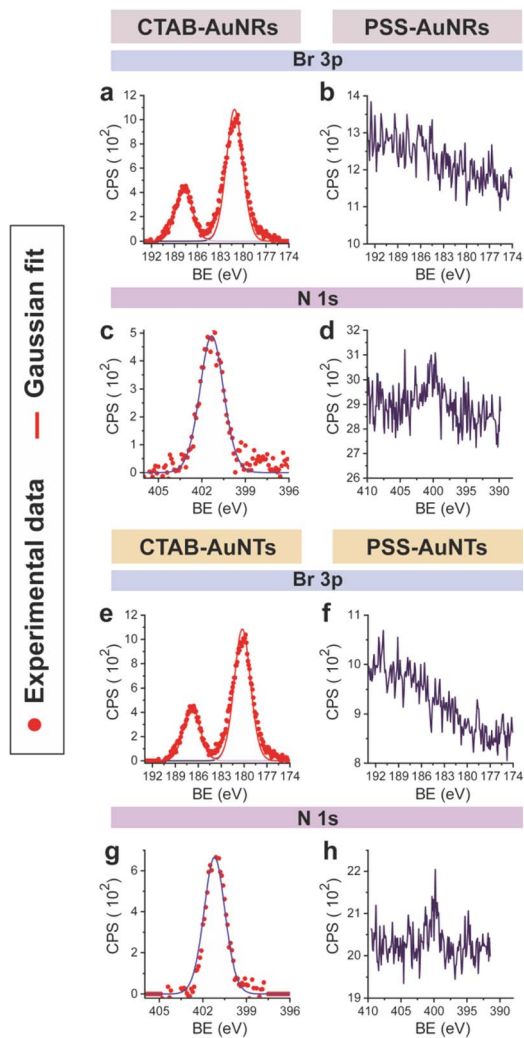 CTAB-AuNRs PSS-AuNRs
Br 3p
a b
CPS ( 10²) 12 10 8 6 4 2 0
192 189 186 183 180 177 174
BE (eV)
CPS ( 10²) 14 13 12 11 10
192 189 186 183 180 177 174
BE (eV)
N 1s
c d
CPS ( 10²) 5 4 3 2 1 0
405 402 399 396
BE (eV)
CPS ( 10²) 31 30 29 28 27 26
410 405 400 395 390
BE (eV)
CTAB-AuNTs PSS-AuNTs
Br 3p
e f
CPS ( 10²) 12 10 8 6 4 2 0
192 189 186 183 180 177 174
BE (eV)
CPS ( 10²) 11 10 9 8
192 189 186 183 180 177 174
BE (eV)
N 1s
g h
CPS ( 10²) 6 4 2 0
405 402 399 396
BE (eV)
CPS ( 10²) 22 21 20 19
410 405 400 395 390
BE (eV)
Experimental data Gaussian fit